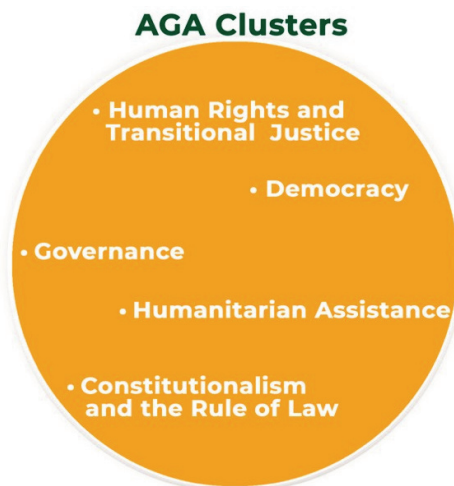 AGA Clusters
• Human Rights and
Transitional Justice
• Democracy
• Governance
• Humanitarian Assistance
• Constitutionalism
and the Rule of Law